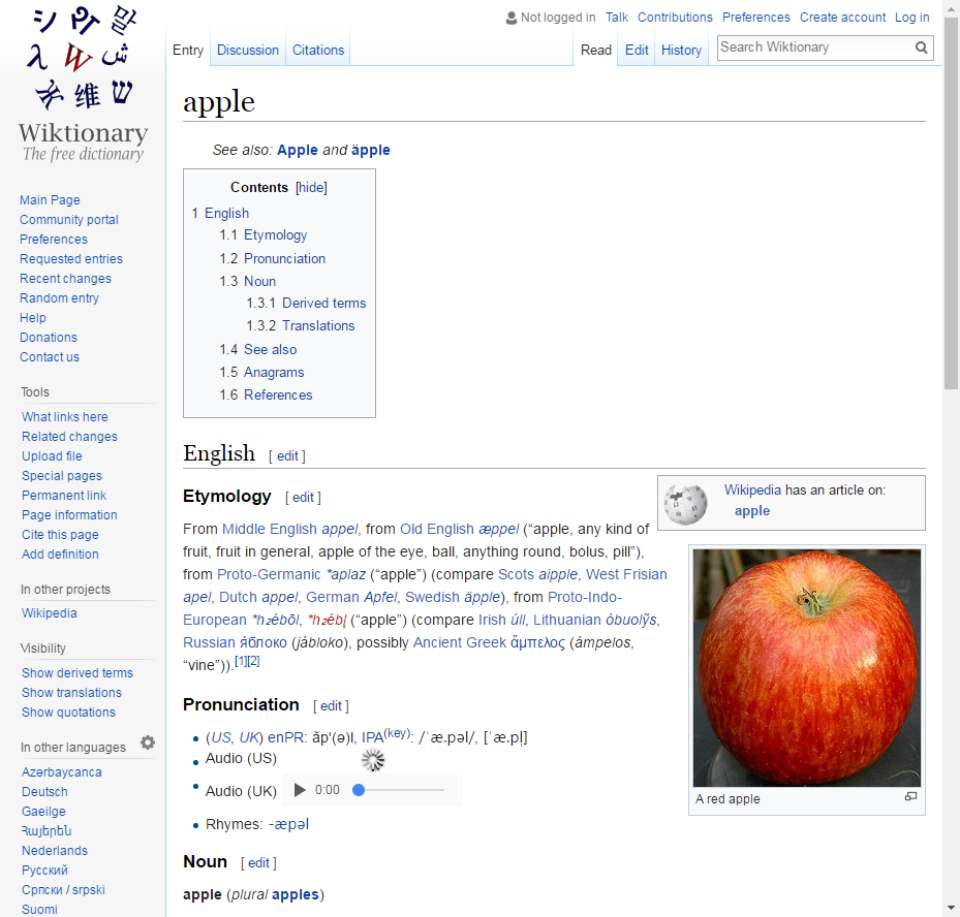 シ
วิ
말
λ
W
ش
维
ש
Wiktionary
The free dictionary
Main Page
Community portal
Preferences
Requested entries
Recent changes
Random entry
Help
Donations
Contact us
Tools
What links here
Related changes
Upload file
Special pages
Permanent link
Page information
Cite this page
Add definition
In other projects
Wikipedia
Visibility
Show derived terms
Show translations
Show quotations
In other languages
Azərbaycanca
Deutsch
Gaeilge
Հայերեն
Nederlands
Русский
Српски / srpski
Suomi
Not logged in Talk Contributions Preferences Create account Log in
Entry Discussion Citations Read Edit History Search Wiktionary
apple
See also: Apple and äpple
Contents [hide]
1 English
1.1 Etymology
1.2 Pronunciation
1.3 Noun
1.3.1 Derived terms
1.3.2 Translations
1.4 See also
1.5 Anagrams
1.6 References
English [ edit ]
Etymology [ edit ]
From Middle English appel, from Old English æppel (“apple, any kind of
fruit, fruit in general, apple of the eye, ball, anything round, bolus, pill”),
from Proto-Germanic *aplaz (“apple”) (compare Scots aipple, West Frisian
apel, Dutch appel, German Apfel, Swedish äpple), from Proto-Indo-
European *h₂ébōl, *h₂ébl̥ (“apple”) (compare Irish úll, Lithuanian óbuolỹs,
Russian я́блоко (jábloko), possibly Ancient Greek ἄμπελος (ámpelos,
“vine”)).[1][2]
Wikipedia has an article on:
apple
A red apple
Pronunciation [ edit ]
(US, UK) enPR: ăp'(ə)l, IPA(key): /ˈæ.pəl/, [ˈæ.pl̩]
Audio (US)
Audio (UK) 0:00
Rhymes: -æpəl
Noun [ edit ]
apple (plural apples)